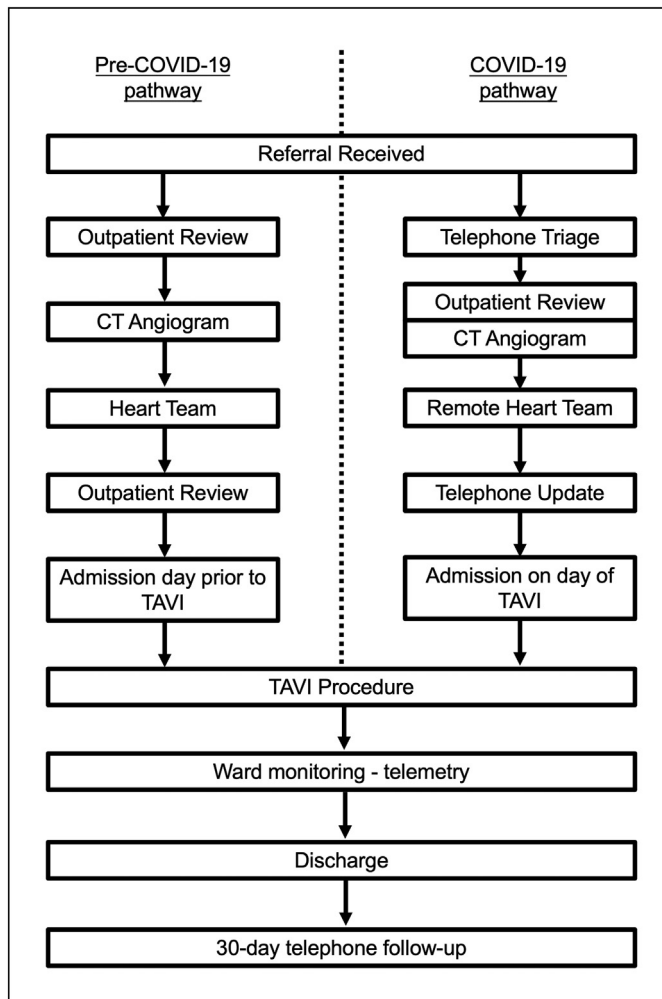 Pre-COVID-19
pathway
COVID-19
pathway
Referral Received
Outpatient Review
CT Angiogram
Heart Team
Outpatient Review
Admission day prior to
TAVI
Telephone Triage
Outpatient Review
CT Angiogram
Remote Heart Team
Telephone Update
Admission on day of
TAVI
TAVI Procedure
Ward monitoring - telemetry
Discharge
30-day telephone follow-up